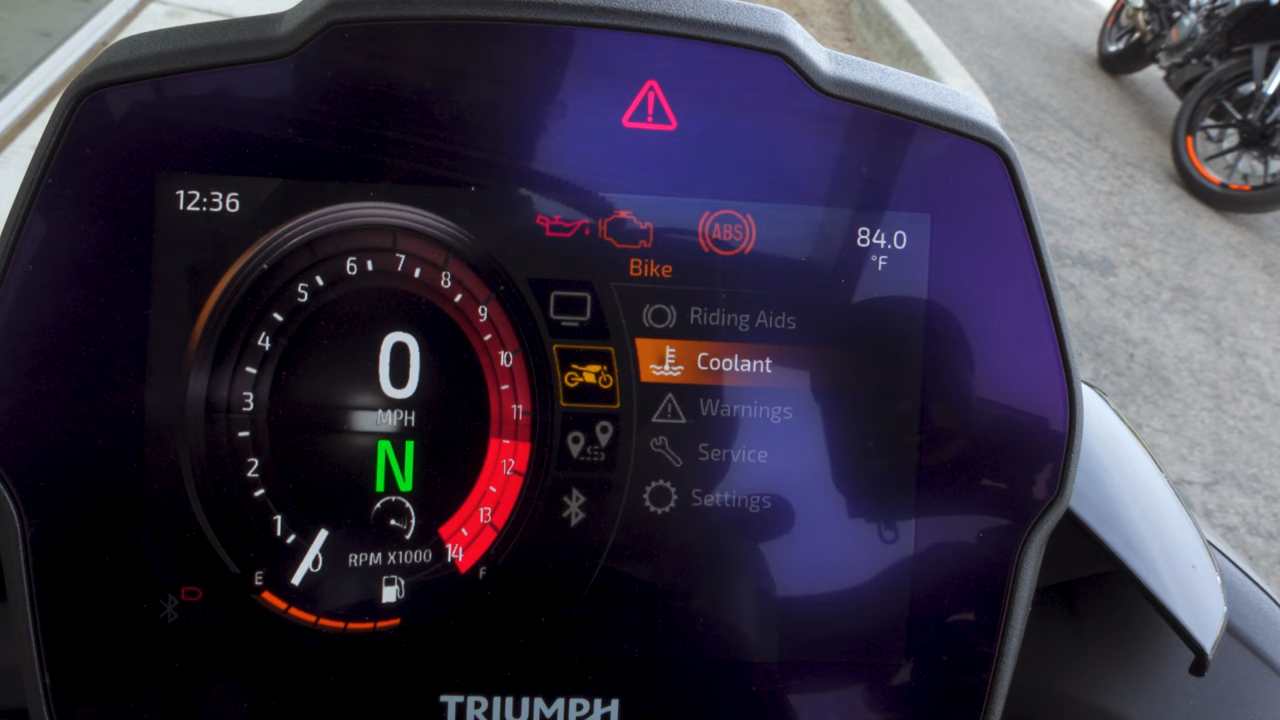 12:36
84.0
°F
ABS
Bike
Riding Aids
Coolant
Warnings
Service
Settings
0
MPH
N
RPM X1000
0
1
2
3
4
5
6
7
8
9
10
11
12
13
14
E
F
TRIUMPH